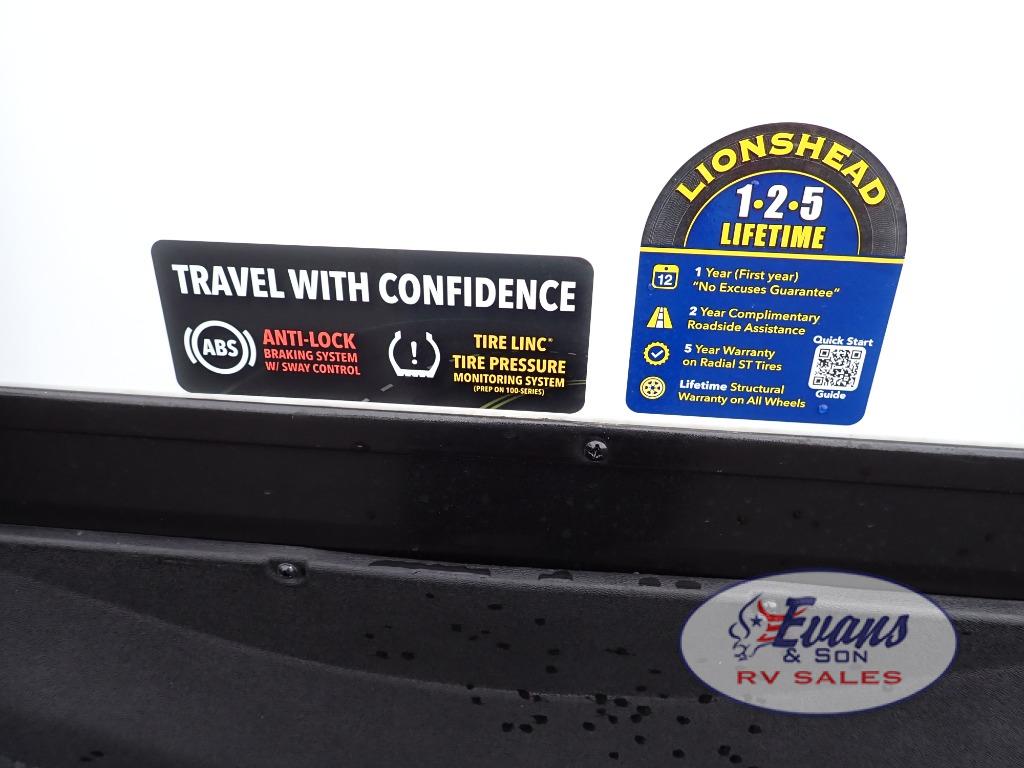 TRAVEL WITH CONFIDENCE
ABS
ANTI-LOCK
BRAKING SYSTEM
W/ SWAY CONTROL
!
TIRE LINC®
TIRE PRESSURE
MONITORING SYSTEM
(PREP ON 100-SERIES)
LIONSHEAD
1•2•5
LIFETIME
12
1 Year (First year)
"No Excuses Guarantee"
2 Year Complimentary
Roadside Assistance
5 Year Warranty
on Radial ST Tires
Lifetime Structural
Warranty on All Wheels
Quick Start
Guide
Evans
& SON
RV SALES